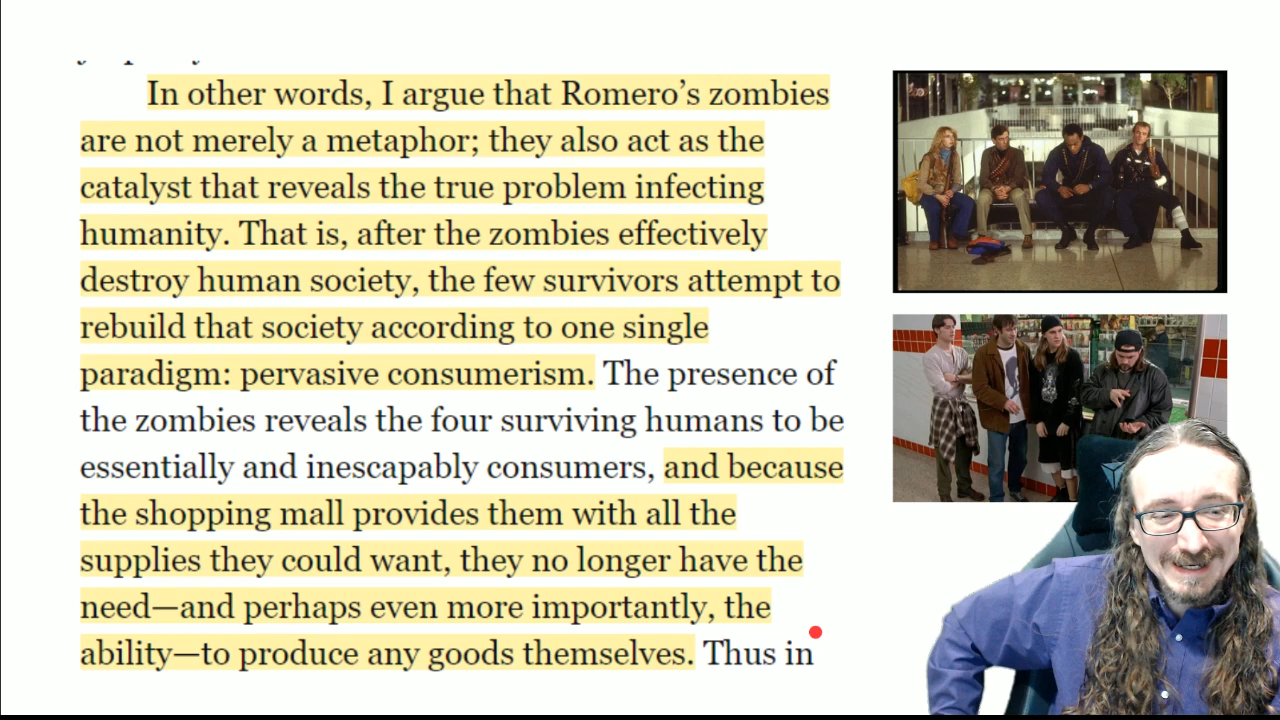 In other words, I argue that Romero’s zombies
are not merely a metaphor; they also act as the
catalyst that reveals the true problem infecting
humanity. That is, after the zombies effectively
destroy human society, the few survivors attempt to
rebuild that society according to one single
paradigm: pervasive consumerism. The presence of
the zombies reveals the four surviving humans to be
essentially and inescapably consumers, and because
the shopping mall provides them with all the
supplies they could want, they no longer have the
need—and perhaps even more importantly, the
ability—to produce any goods themselves. Thus in